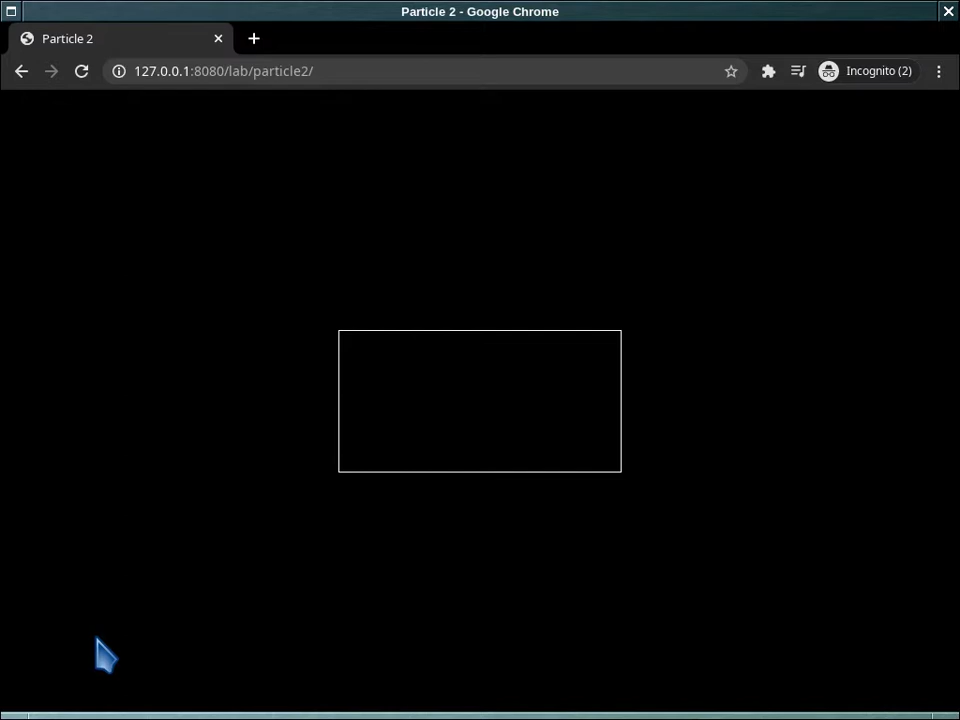 Particle 2 - Google Chrome
Particle 2
127.0.0.1:8080/lab/particle2/
Incognito (2)